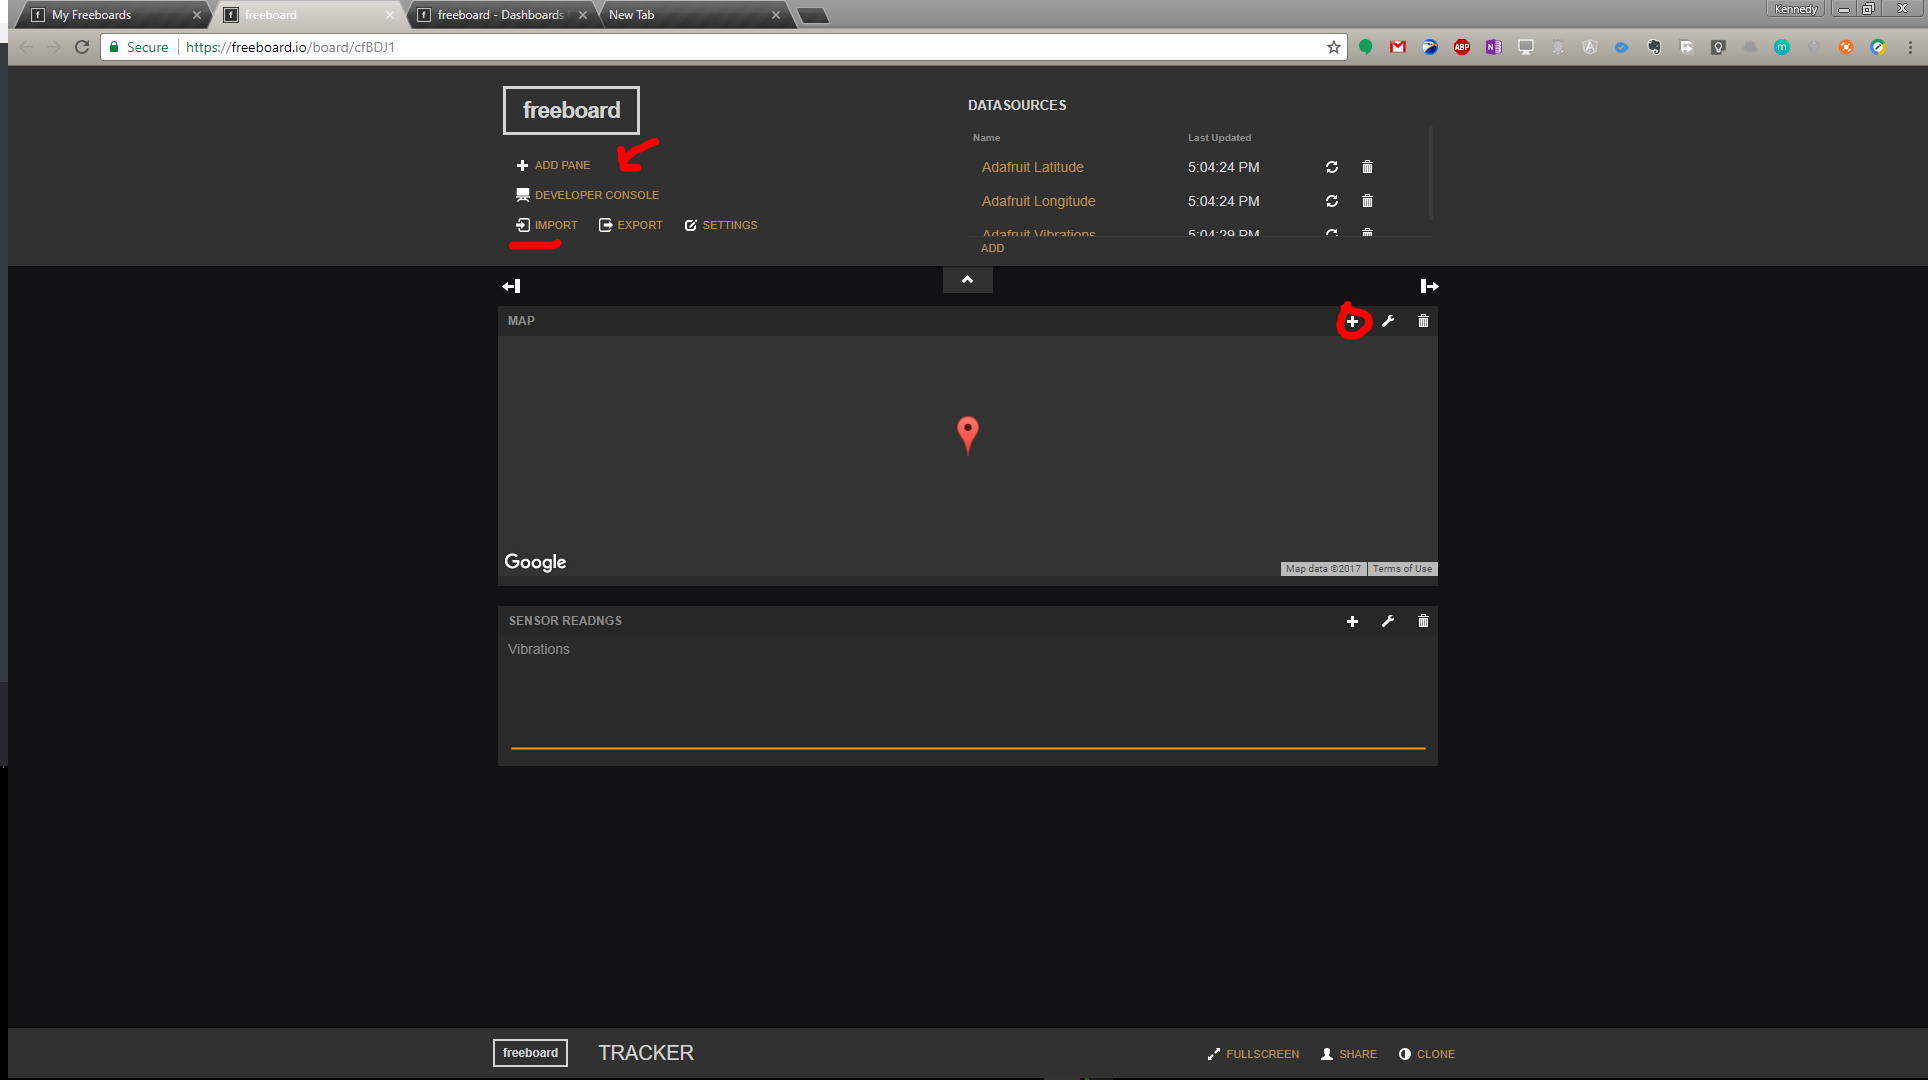 My Freeboards
freeboard
freeboard - Dashboards
New Tab
Kennedy
Secure
https://freeboard.io/board/cfBDJ1
freeboard
ADD PANE
DEVELOPER CONSOLE
IMPORT EXPORT SETTINGS
DATASOURCES
Name Last Updated
Adafruit Latitude 5:04:24 PM
Adafruit Longitude 5:04:24 PM
Adafruit Vibrations 5:04:29 PM
ADD
MAP
Google
Map data ©2017 Terms of Use
SENSOR READNGS
Vibrations
freeboard
TRACKER
FULLSCREEN SHARE CLONE